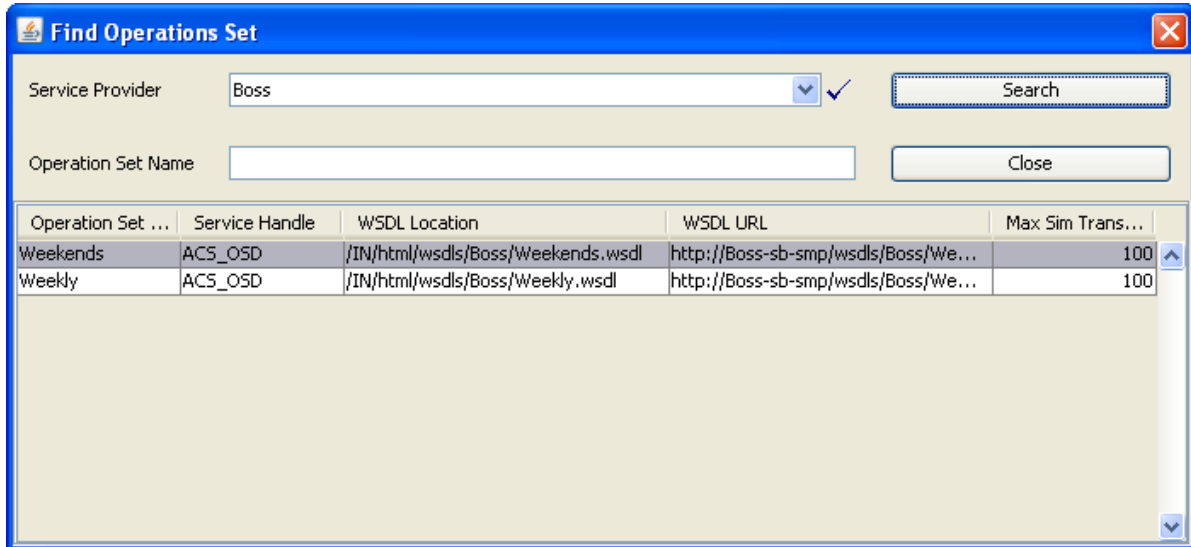 Find Operations Set
Service Provider Boss Search
Operation Set Name Close
Operation Set ... Service Handle WSDL Location WSDL URL Max Sim Trans...
Weekends ACS_OSD /IN/html/wsdls/Boss/Weekends.wsdl http://Boss-sb-smp/wsdls/Boss/We... 100
Weekly ACS_OSD /IN/html/wsdls/Boss/Weekly.wsdl http://Boss-sb-smp/wsdls/Boss/We... 100